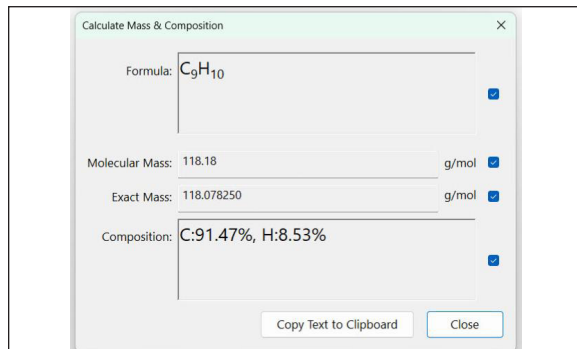 Calculate Mass & Composition
Formula: C₉H₁₀
Molecular Mass: 118.18 g/mol
Exact Mass: 118.078250 g/mol
Composition: C:91.47%, H:8.53%
Copy Text to Clipboard Close